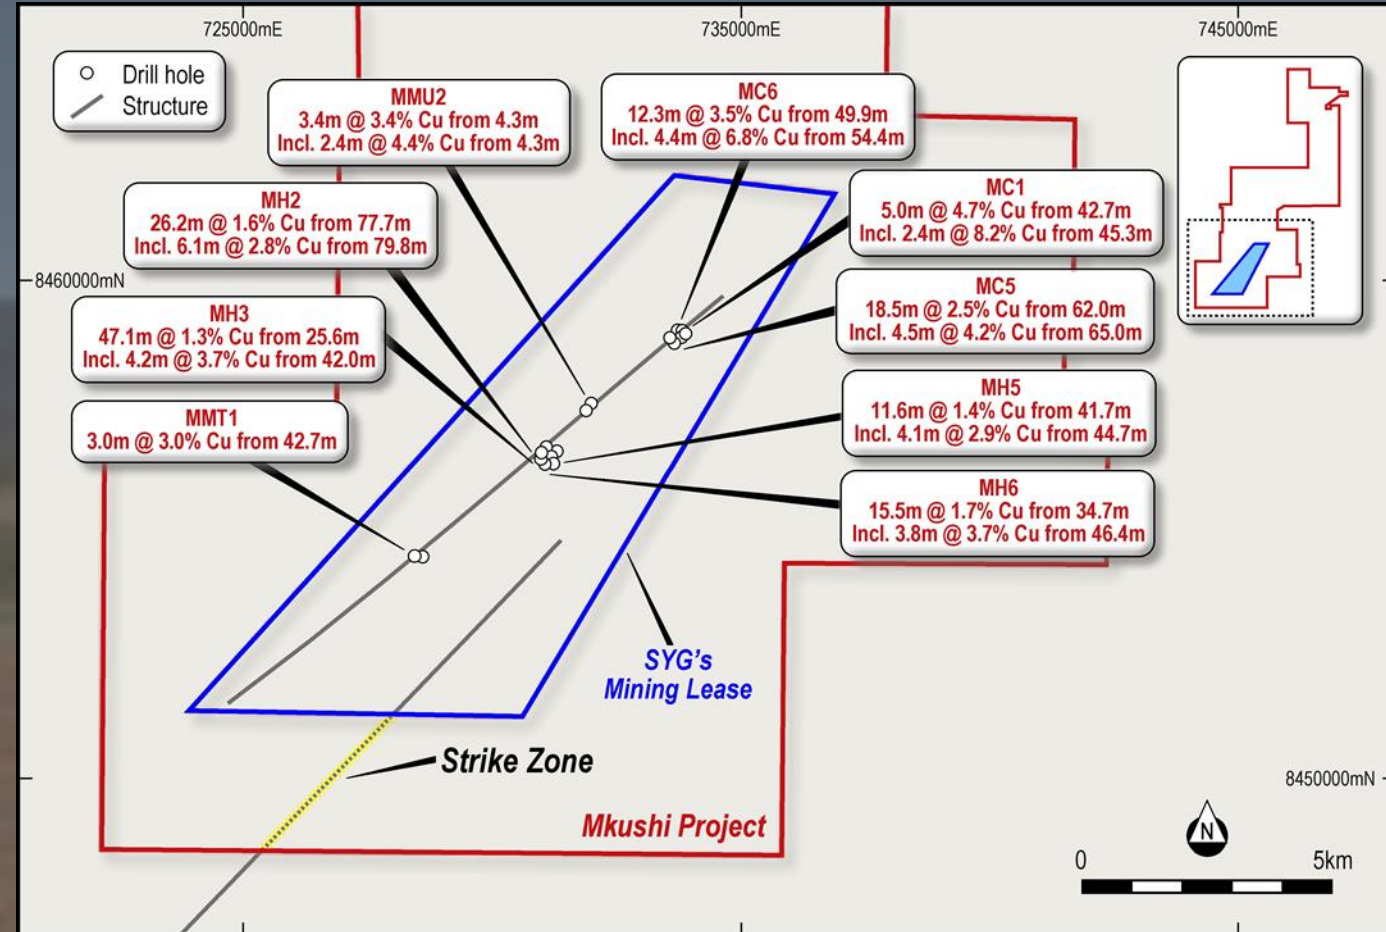 725000mE
735000mE
745000mE
Drill hole
Structure
MMU2
3.4m @ 3.4% Cu from 4.3m
Incl. 2.4m @ 4.4% Cu from 4.3m
MC6
12.3m @ 3.5% Cu from 49.9m
Incl. 4.4m @ 6.8% Cu from 54.4m
MH2
26.2m @ 1.6% Cu from 77.7m
Incl. 6.1m @ 2.8% Cu from 79.8m
MC1
5.0m @ 4.7% Cu from 42.7m
Incl. 2.4m @ 8.2% Cu from 45.3m
8460000mN
MH3
47.1m @ 1.3% Cu from 25.6m
Incl. 4.2m @ 3.7% Cu from 42.0m
MC5
18.5m @ 2.5% Cu from 62.0m
Incl. 4.5m @ 4.2% Cu from 65.0m
MMT1
3.0m @ 3.0% Cu from 42.7m
MH5
11.6m @ 1.4% Cu from 41.7m
Incl. 4.1m @ 2.9% Cu from 44.7m
MH6
15.5m @ 1.7% Cu from 34.7m
Incl. 3.8m @ 3.7% Cu from 46.4m
SYG's
Mining Lease
Strike Zone
8450000mN
Mkushi Project
N
0
5km